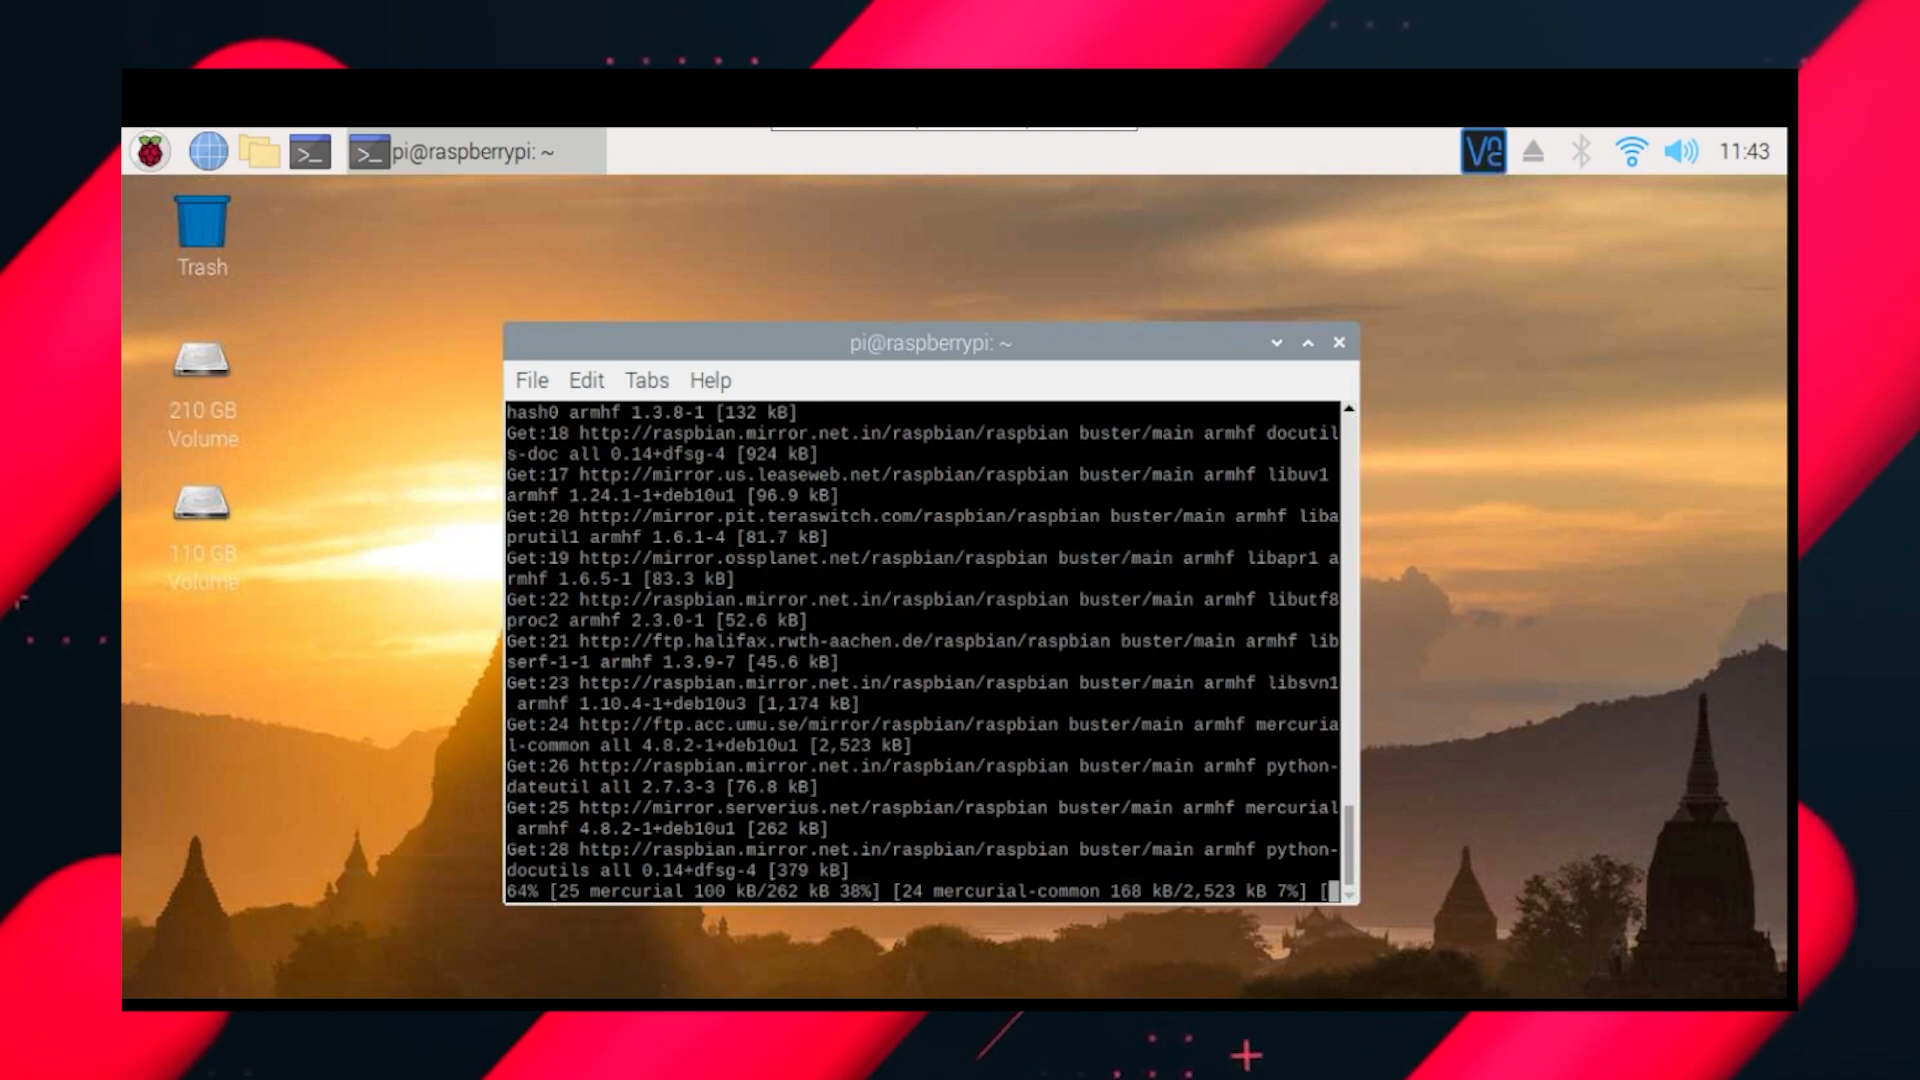 pi@raspberrypi: ~
VNC
11:43
Trash
210 GB
Volume
110 GB
Volume
pi@raspberrypi: ~
File Edit Tabs Help
hash0 armhf 1.3.8-1 [132 kB]
Get:18 http://raspbian.mirror.net.in/raspbian/raspbian buster/main armhf docutil
s-doc all 0.14+dfsg-4 [924 kB]
Get:17 http://mirror.us.leaseweb.net/raspbian/raspbian buster/main armhf libuv1
armhf 1.24.1-1+deb10u1 [96.9 kB]
Get:20 http://mirror.pit.teraswitch.com/raspbian/raspbian buster/main armhf liba
prutil1 armhf 1.6.1-4 [81.7 kB]
Get:19 http://mirror.ossplanet.net/raspbian/raspbian buster/main armhf libapr1 a
rmhf 1.6.5-1 [83.3 kB]
Get:22 http://raspbian.mirror.net.in/raspbian/raspbian buster/main armhf libutf8
proc2 armhf 2.3.0-1 [52.6 kB]
Get:21 http://ftp.halifax.rwth-aachen.de/raspbian/raspbian buster/main armhf lib
serf-1-1 armhf 1.3.9-7 [45.6 kB]
Get:23 http://raspbian.mirror.net.in/raspbian/raspbian buster/main armhf libsvn1
armhf 1.10.4-1+deb10u3 [1,174 kB]
Get:24 http://ftp.acc.umu.se/mirror/raspbian/raspbian buster/main armhf mercuria
l-common all 4.8.2-1+deb10u1 [2,523 kB]
Get:26 http://raspbian.mirror.net.in/raspbian/raspbian buster/main armhf python-
dateutil all 2.7.3-3 [76.8 kB]
Get:25 http://mirror.serverius.net/raspbian/raspbian buster/main armhf mercurial
armhf 4.8.2-1+deb10u1 [262 kB]
Get:28 http://raspbian.mirror.net.in/raspbian/raspbian buster/main armhf python-
docutils all 0.14+dfsg-4 [379 kB]
64% [25 mercurial 100 kB/262 kB 38%] [24 mercurial-common 168 kB/2,523 kB 7%] [